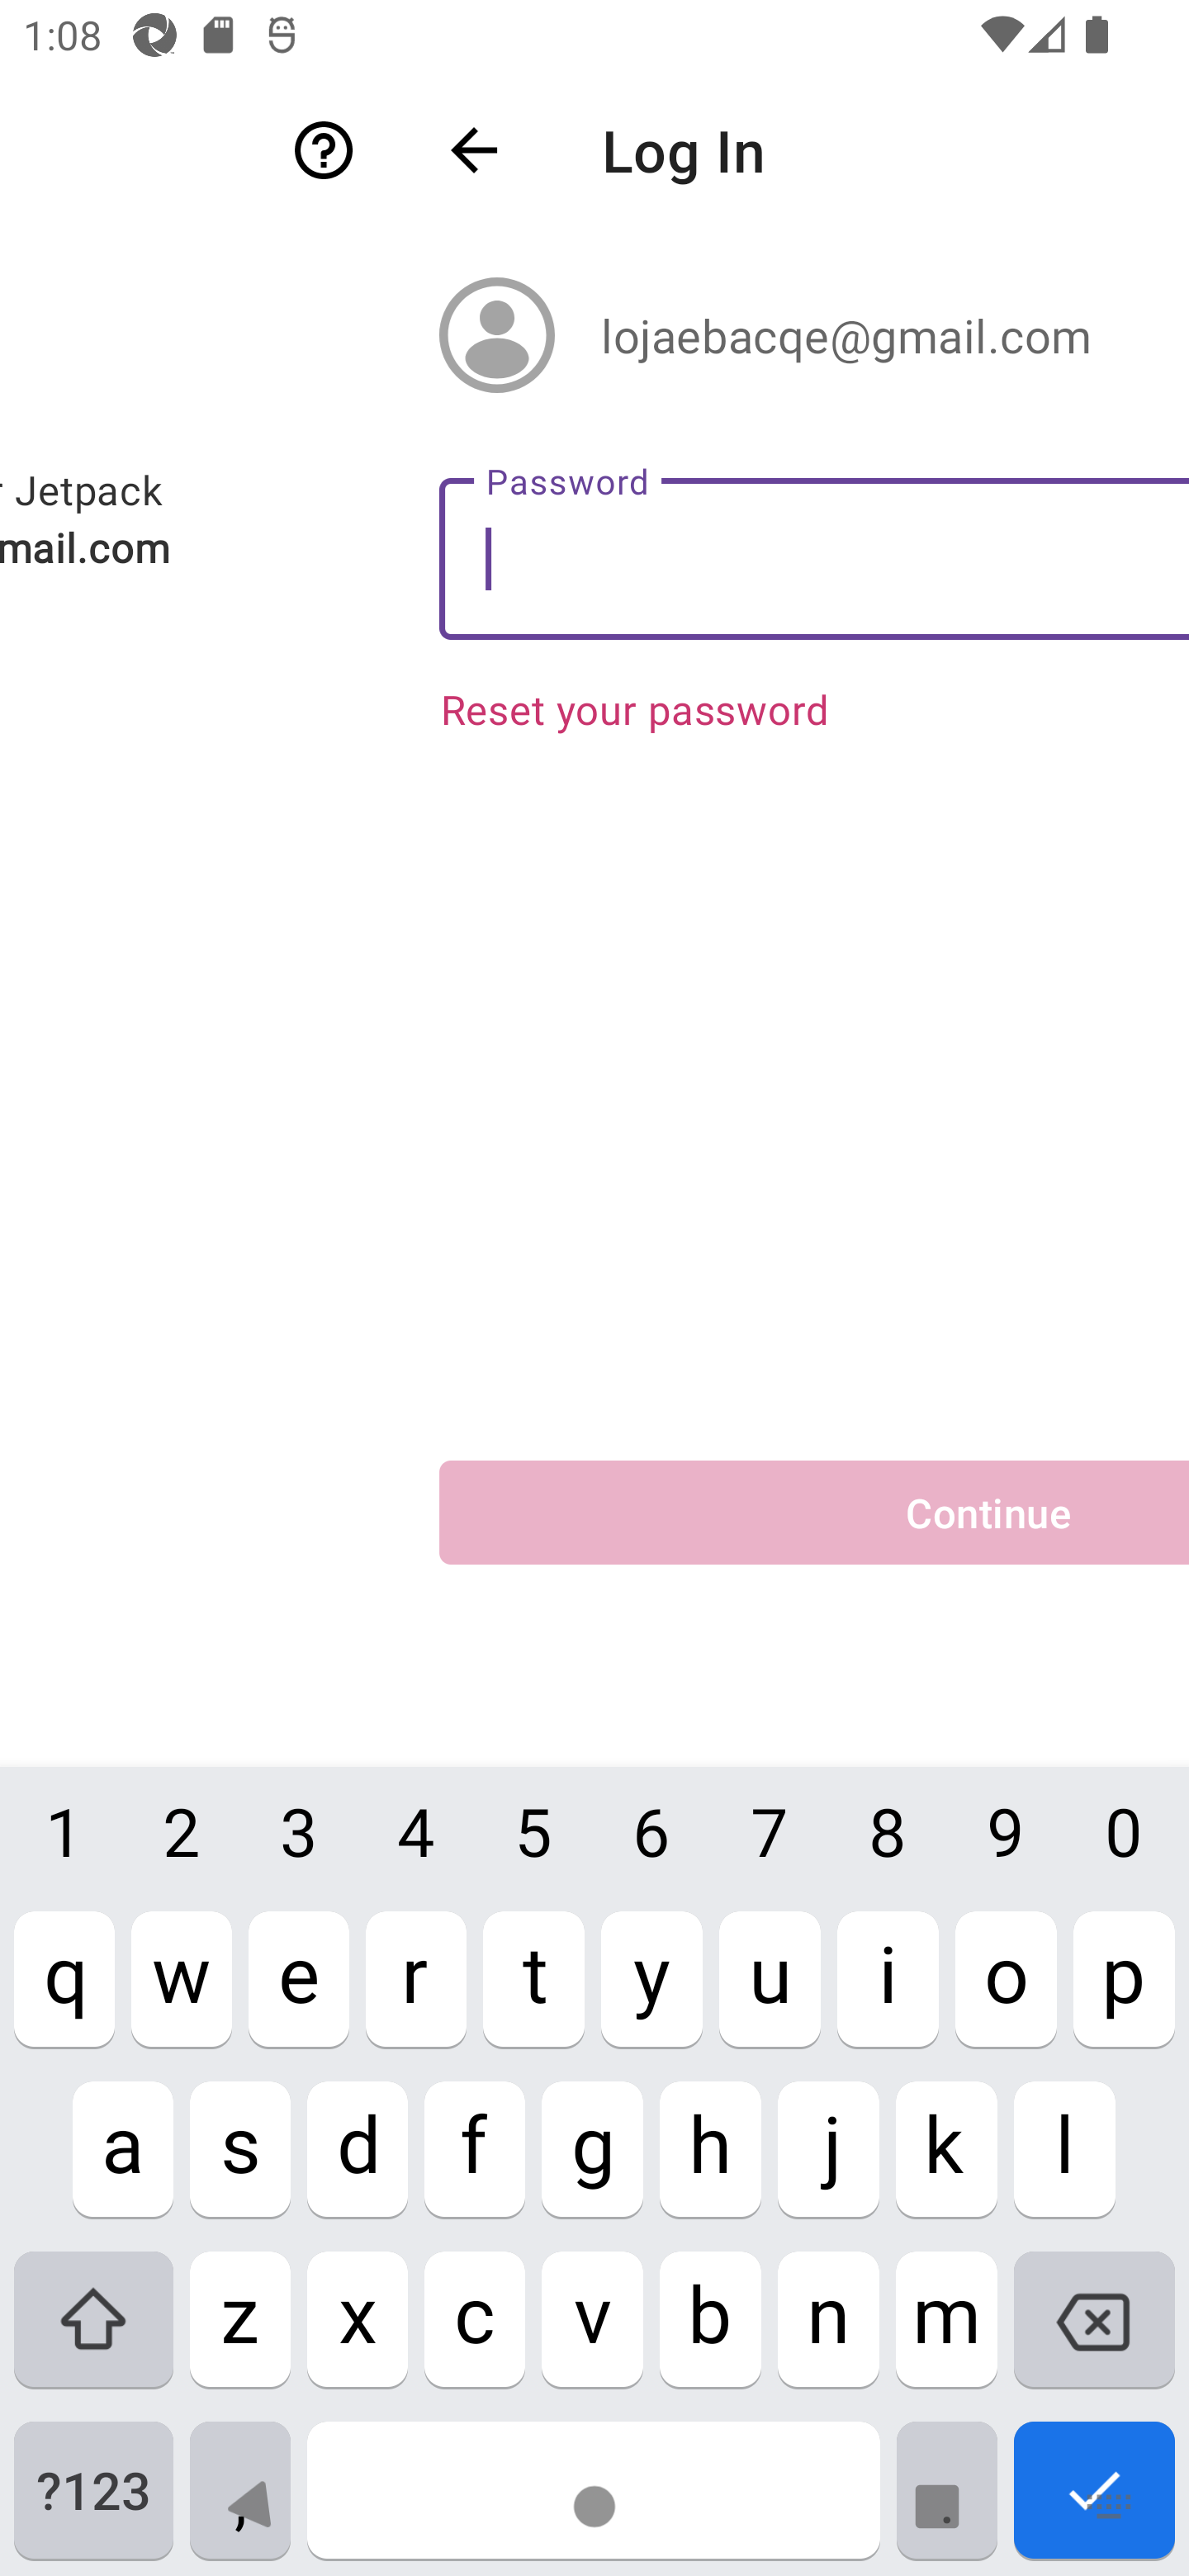 1:08
Log In
lojaebacqe@gmail.com
Jetpack
mail.com
Password
Reset your password
Continue
1 2 3 4 5 6 7 8 9 0
q w e r t y u i o p
a s d f g h j k l
z x c v b n m
?123 , .